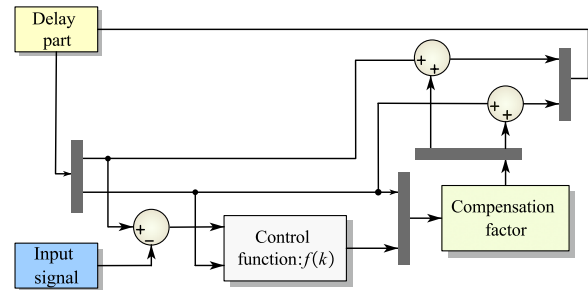 Delay
part
+
+
+
+
+
−
Input
signal
Control
function:f(k)
Compensation
factor